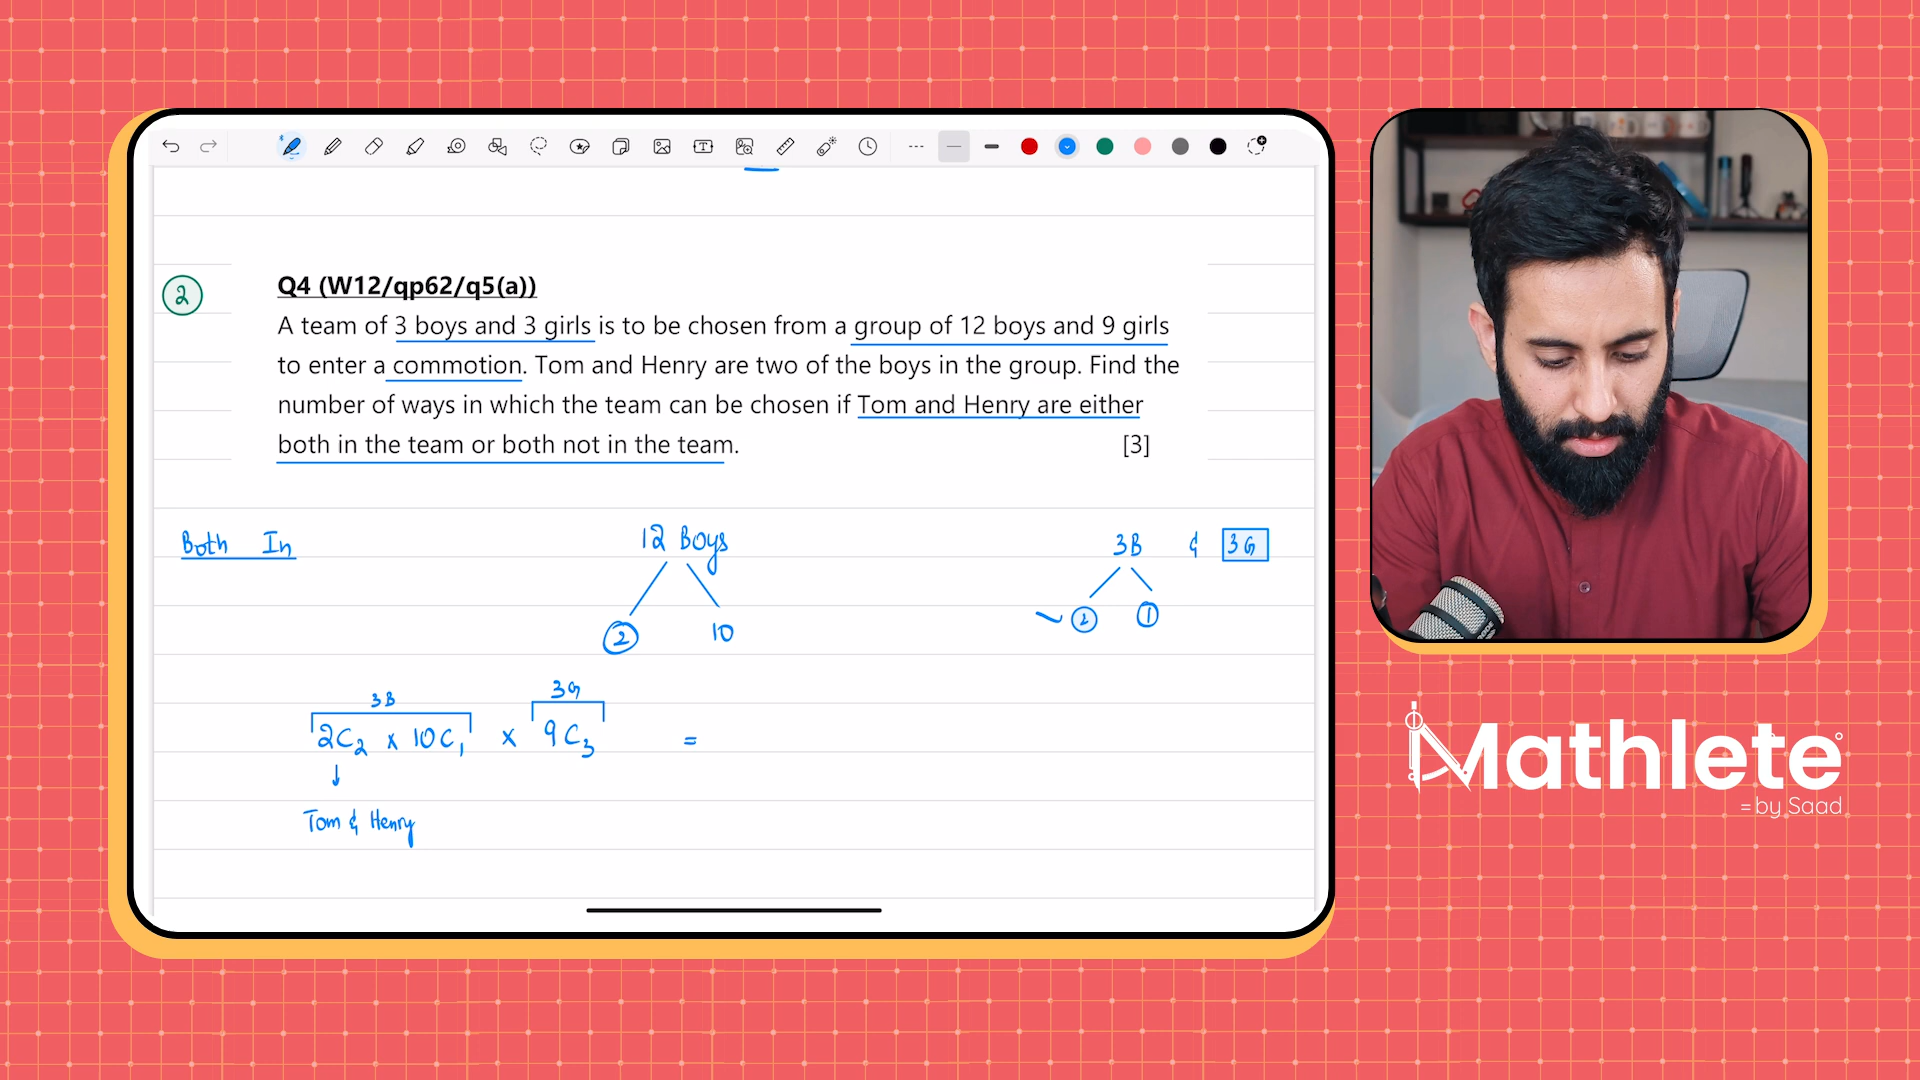 2
Q4 (W12/qp62/q5(a))
A team of 3 boys and 3 girls is to be chosen from a group of 12 boys and 9 girls
to enter a commotion. Tom and Henry are two of the boys in the group. Find the
number of ways in which the team can be chosen if Tom and Henry are either
both in the team or both not in the team. [3]
Both In
12 Boys
2 10
3B & 3G
2 1
3B 3G
2C₂ x 10C₁ x 9C₃ =
Tom & Henry
Mathlete
= by Saad